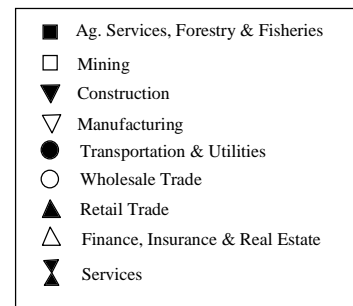 Ag. Services, Forestry & Fisheries
Mining
Construction
Manufacturing
Transportation & Utilities
Wholesale Trade
Retail Trade
Finance, Insurance & Real Estate
Services